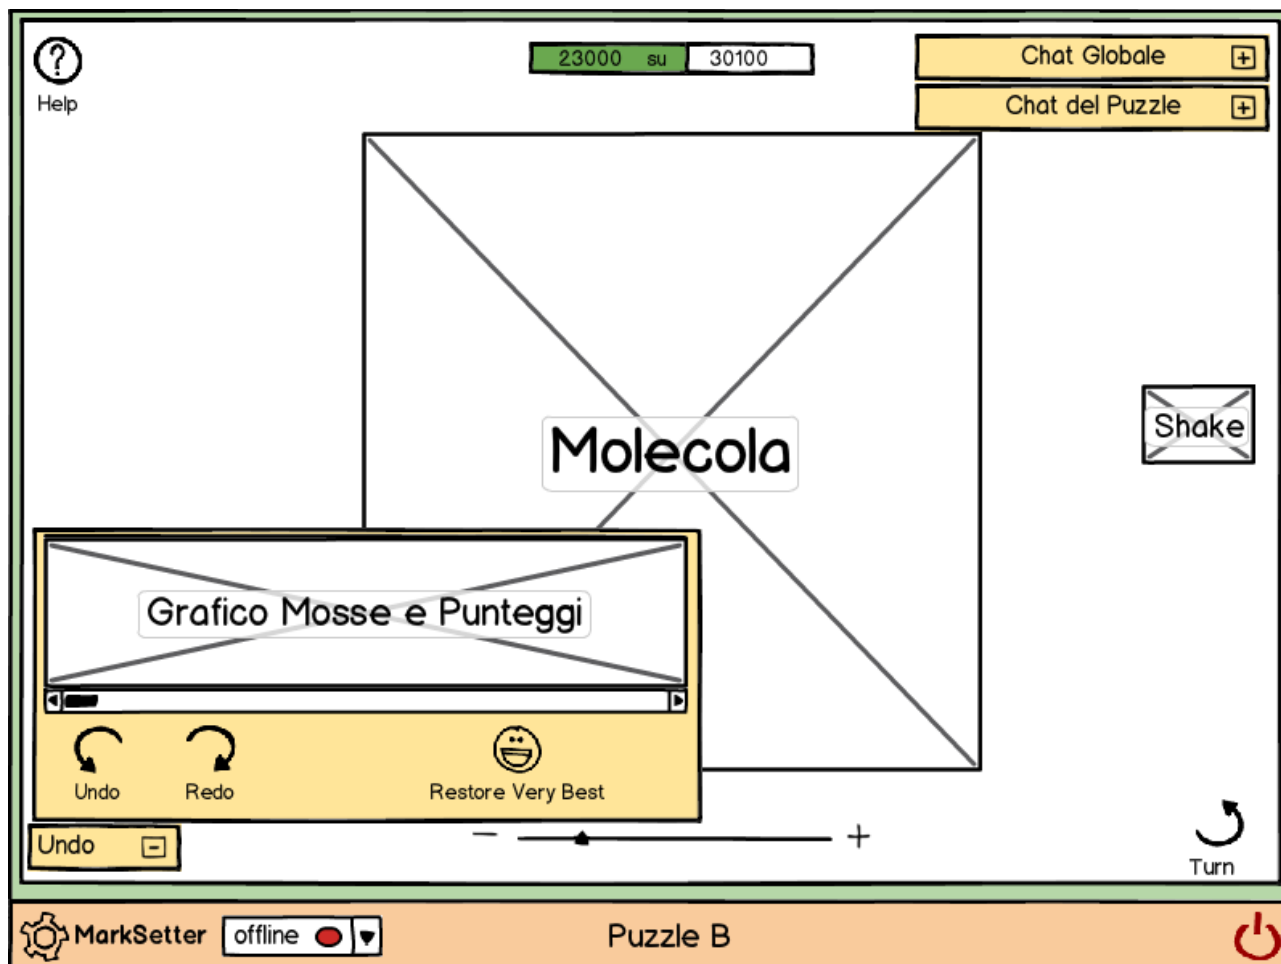 23000 su 30100
Chat Globale
Help
Chat del Puzzle
Shake
Molecola
Grafico Mosse e Punteggi
Undo Redo Restore Very Best
Undo
Turn
MarkSetter offline Puzzle B